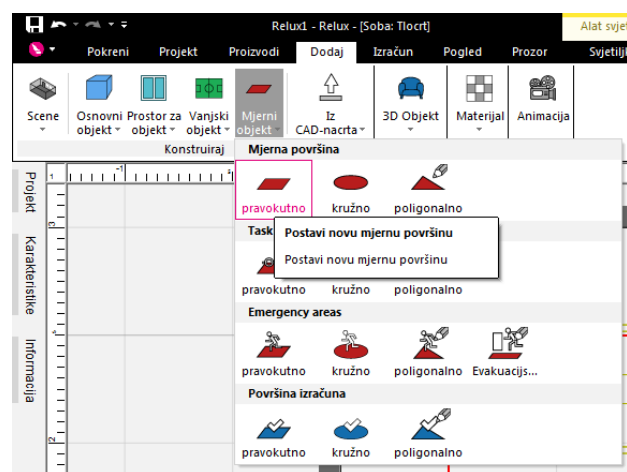 Relux1 - Relux - [Soba: Tlocrt]
Alat svjet
Pokreni Projekt Proizvodi Dodaj Izračun Pogled Prozor Svjetilj
Scene
Osnovni objekt
Prostor za objekt
Vanjski objekt
Mjerni objekt
Iz CAD-nacrta
3D Objekt
Materijal
Animacija
Konstruiraj
Mjerna površina
pravokutno kružno poligonalno
Task
Postavi novu mjernu površinu
Postavi novu mjernu površinu
pravokutno kružno poligonalno
Emergency areas
pravokutno kružno poligonalno Evakuacijs...
Površina izračuna
pravokutno kružno poligonalno
Projekt
Karakteristike
Informacija